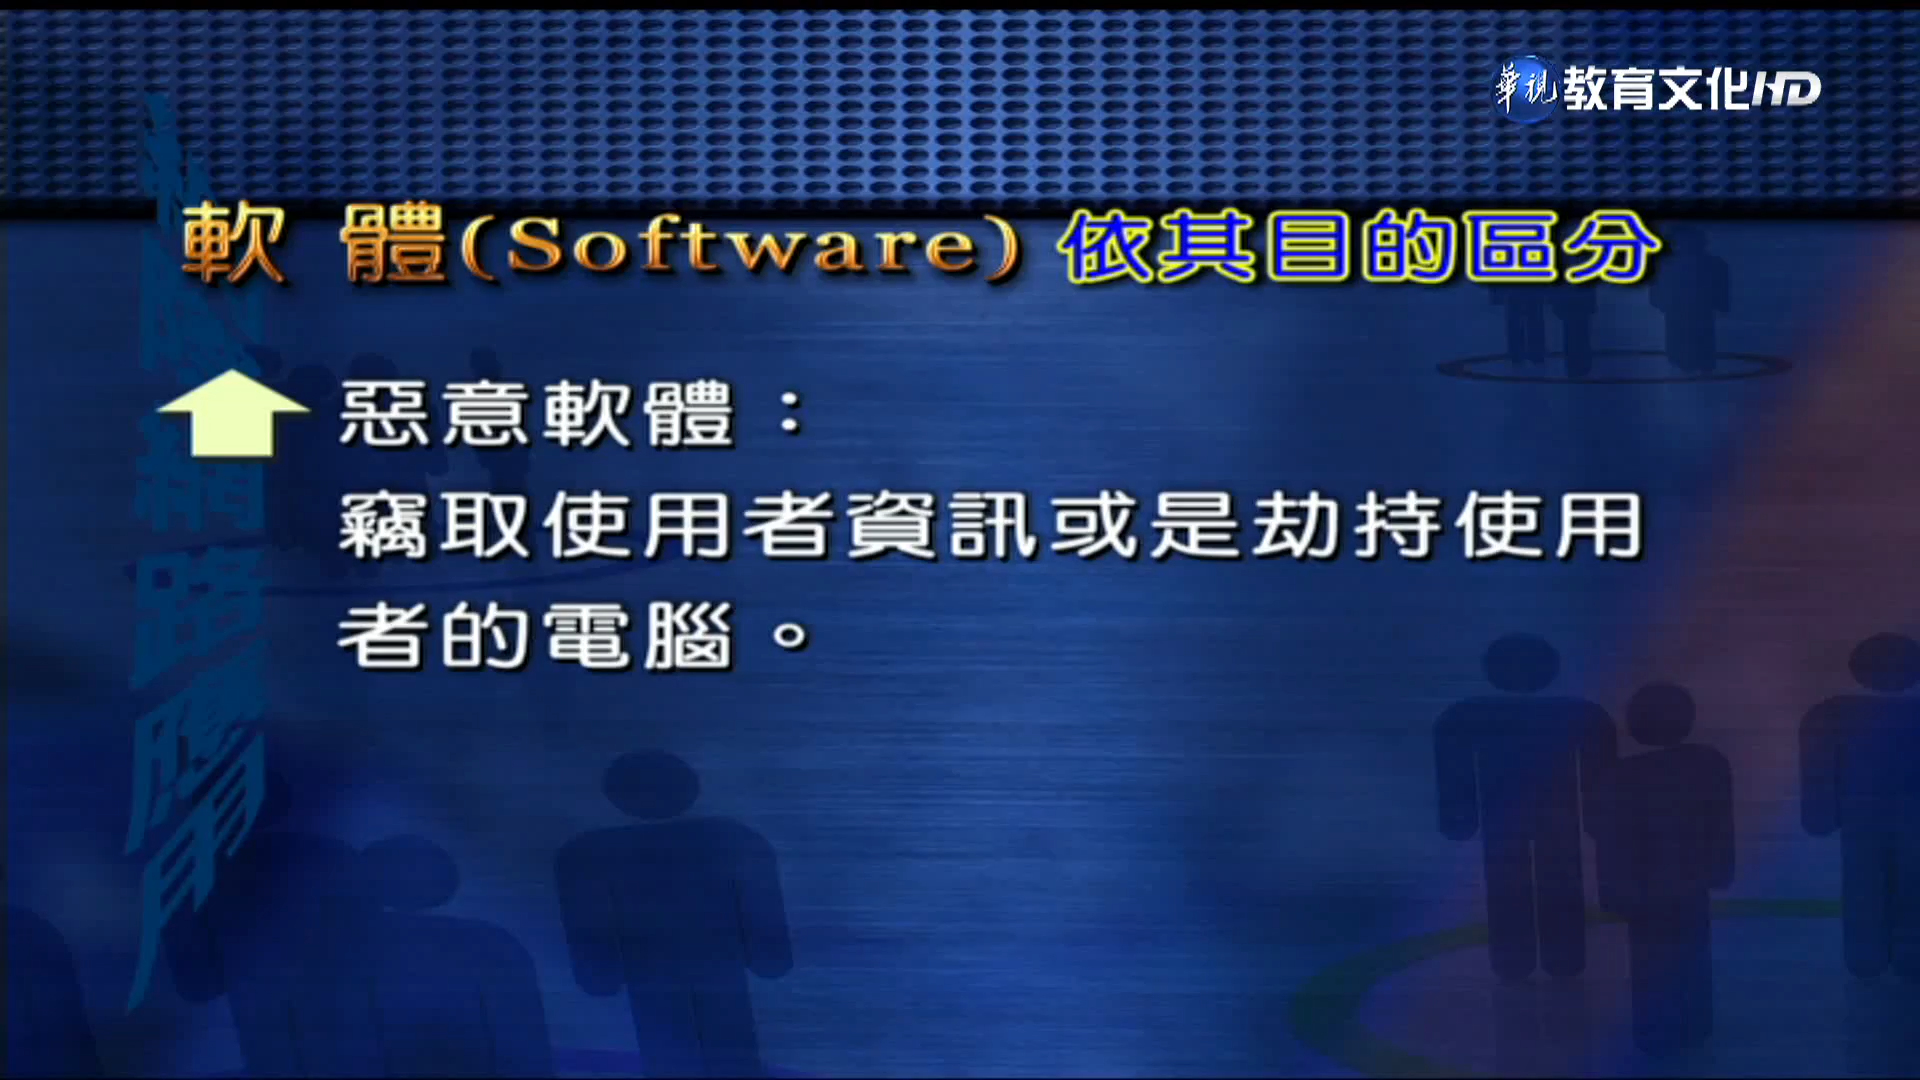 華視教育文化HD
軟 體(Software) 依其目的區分
惡意軟體：
竊取使用者資訊或是劫持使用
者的電腦。